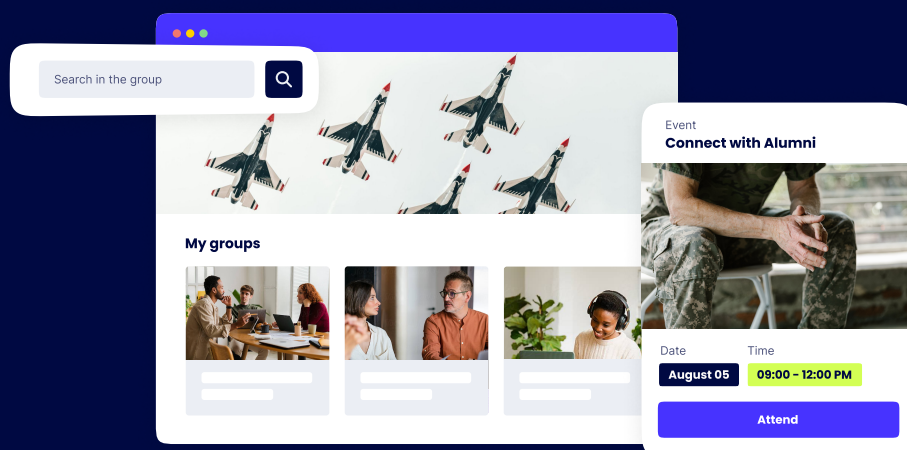 Search in the group
Event
Connect with Alumni
My groups
Date
Time
August 05
09:00 - 12:00 PM
Attend